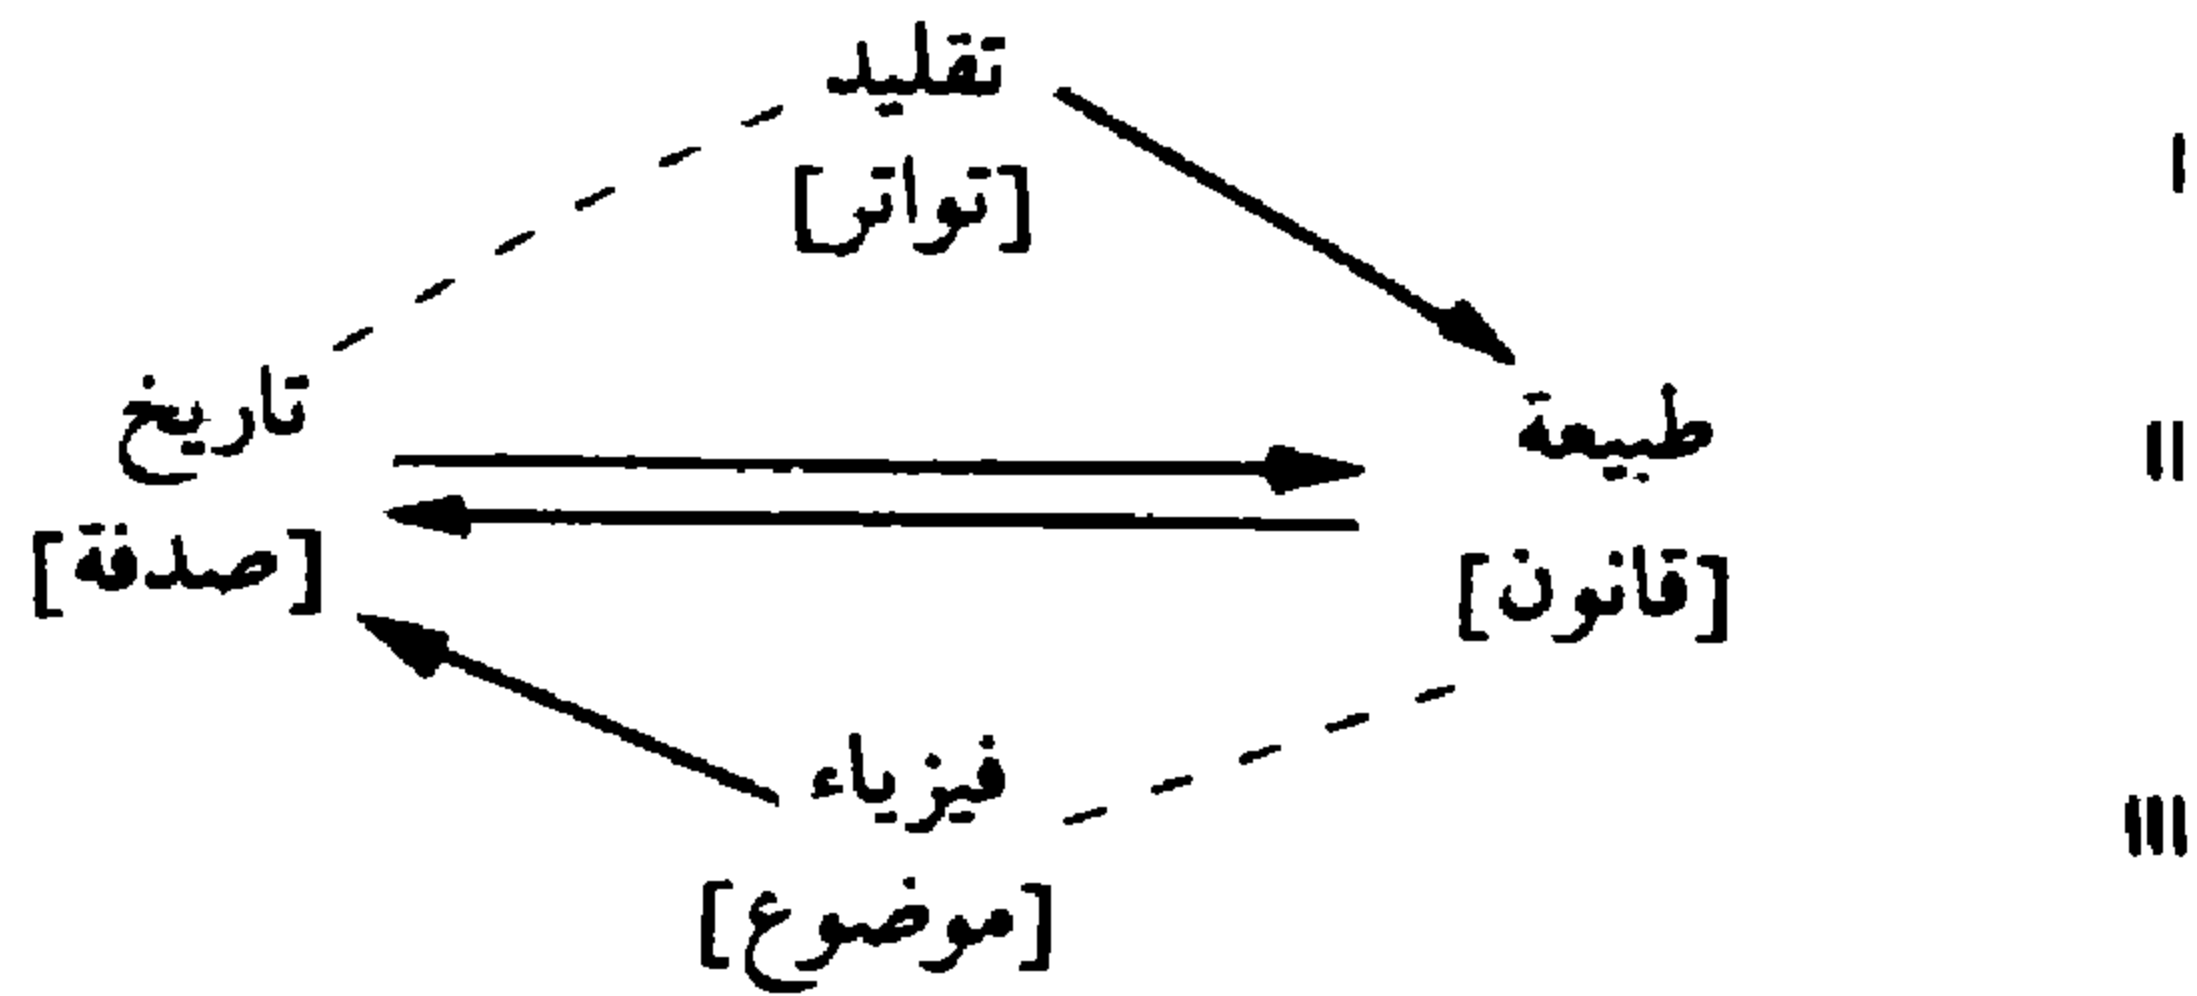 تقليد
[تواتر]
I
طبيعة
تاريخ
II
[قانون]
[صدفة]
فيزياء
III
[موضوع]